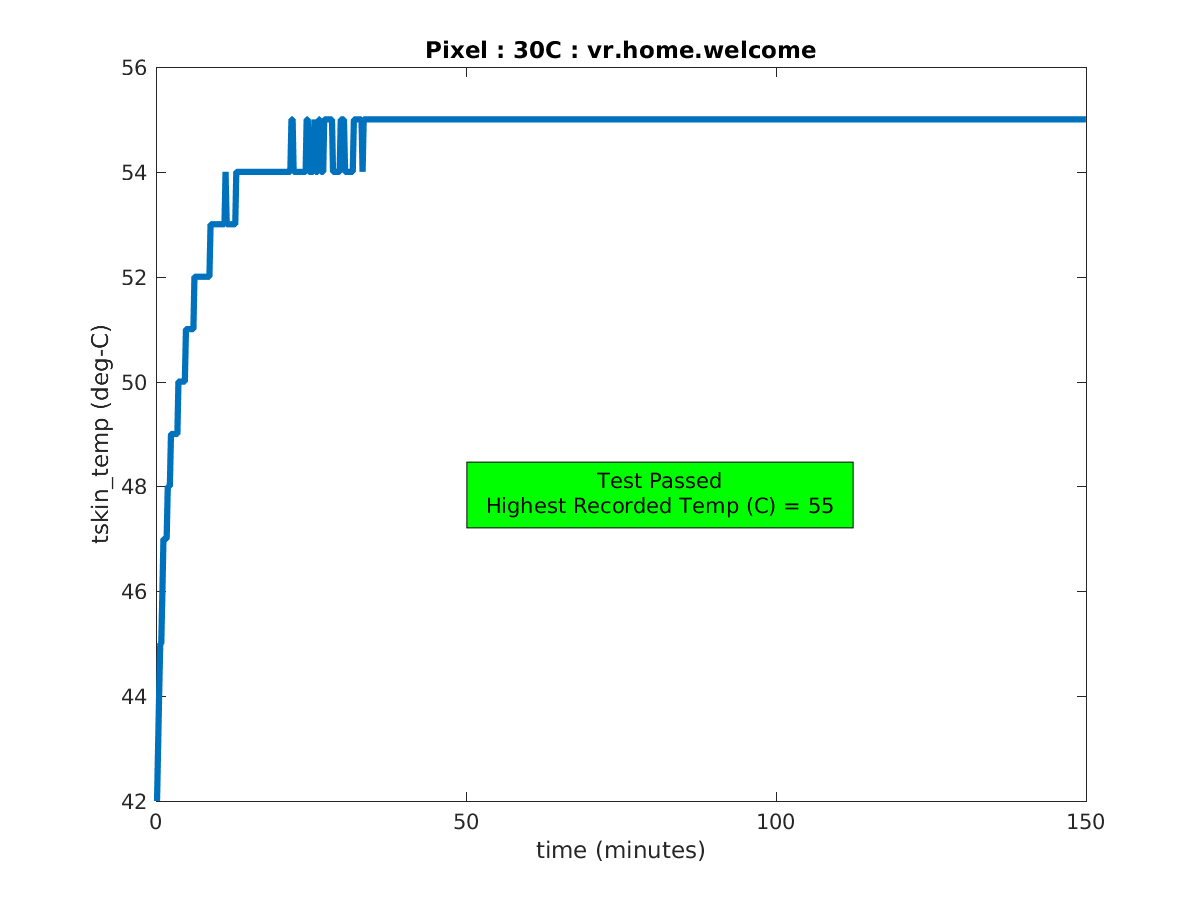 Pixel : 30C : vr.home.welcome
56
54
52
50
48
46
44
42
tskin_temp (deg-C)
Test Passed
Highest Recorded Temp (C) = 55
0
50
100
150
time (minutes)